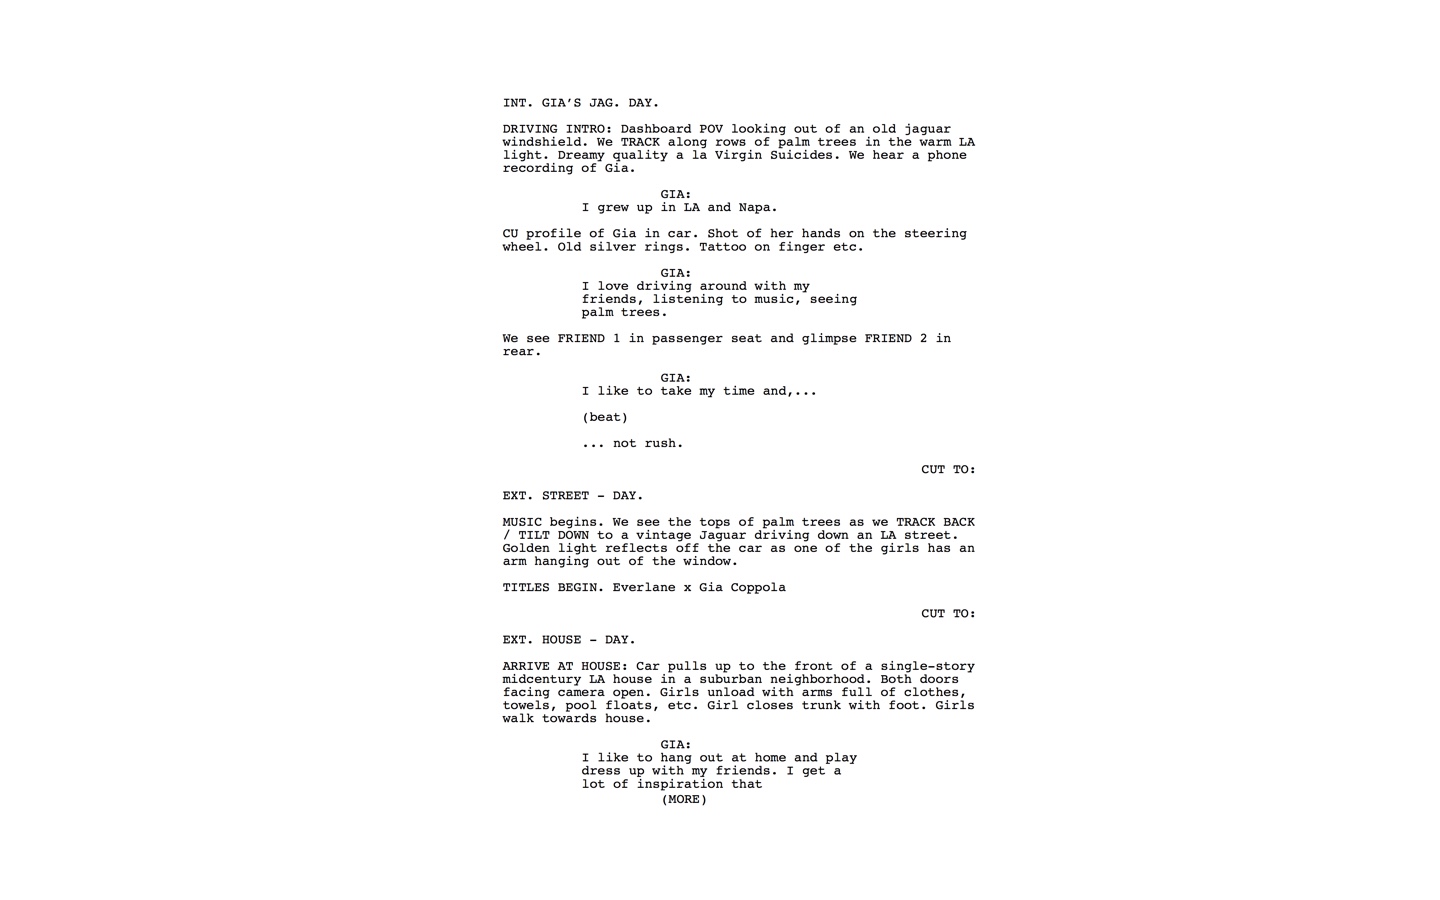 INT. GIA’S JAG. DAY.
DRIVING INTRO: Dashboard POV looking out of an old jaguar
windshield. We TRACK along rows of palm trees in the warm LA
light. Dreamy quality a la Virgin Suicides. We hear a phone
recording of Gia.
GIA:
I grew up in LA and Napa.
CU profile of Gia in car. Shot of her hands on the steering
wheel. Old silver rings. Tattoo on finger etc.
GIA:
I love driving around with my
friends, listening to music, seeing
palm trees.
We see FRIEND 1 in passenger seat and glimpse FRIEND 2 in
rear.
GIA:
I like to take my time and,...
(beat)
... not rush.
CUT TO:
EXT. STREET - DAY.
MUSIC begins. We see the tops of palm trees as we TRACK BACK
/ TILT DOWN to a vintage Jaguar driving down an LA street.
Golden light reflects off the car as one of the girls has an
arm hanging out of the window.
TITLES BEGIN. Everlane x Gia Coppola
CUT TO:
EXT. HOUSE - DAY.
ARRIVE AT HOUSE: Car pulls up to the front of a single-story
midcentury LA house in a suburban neighborhood. Both doors
facing camera open. Girls unload with arms full of clothes,
towels, pool floats, etc. Girl closes trunk with foot. Girls
walk towards house.
GIA:
I like to hang out at home and play
dress up with my friends. I get a
lot of inspiration that
(MORE)